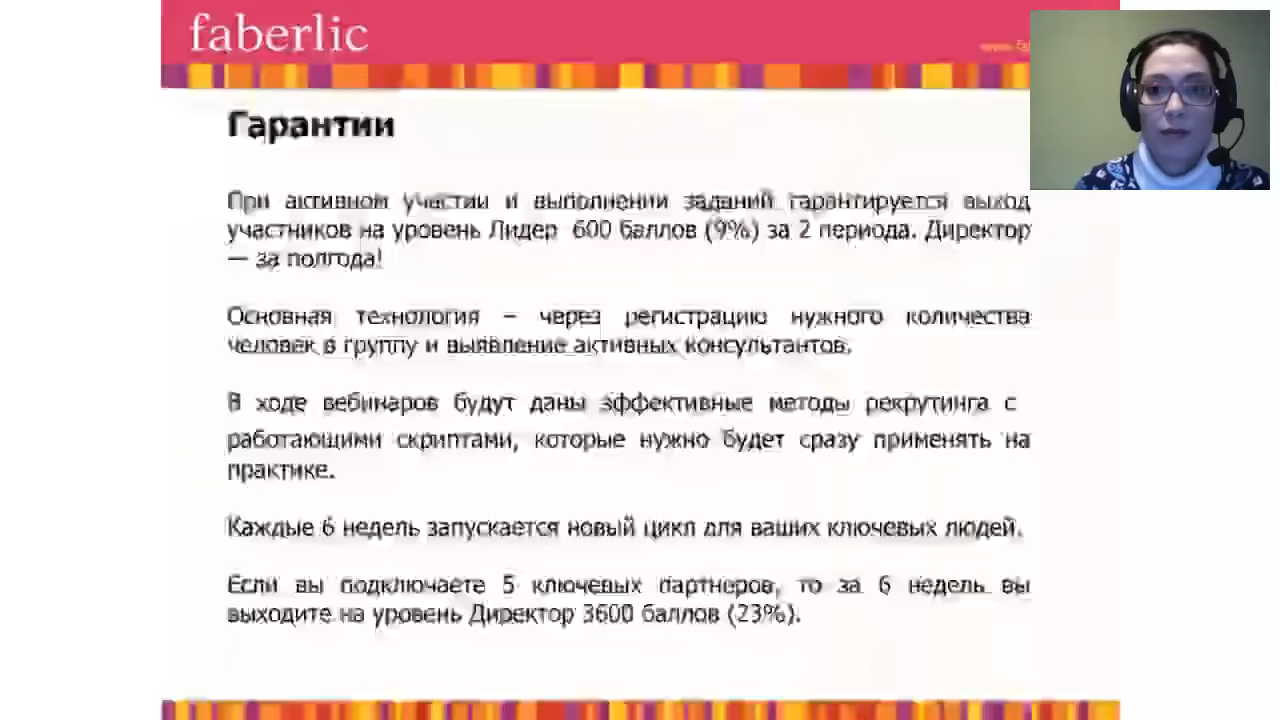 faberlic
Гарантии
При активном участии и выполнении заданий гарантируется выход
участников на уровень Лидер 600 баллов (9%) за 2 периода. Директор
— за полгода!
Основная технология – через регистрацию нужного количества
человек в группу и выявление активных консультантов.
В ходе вебинаров будут даны эффективные методы рекрутинга с
работающими скриптами, которые нужно будет сразу применять на
практике.
Каждые 6 недель запускается новый цикл для ваших ключевых людей.
Если вы подключаете 5 ключевых партнеров, то за 6 недель вы
выходите на уровень Директор 3600 баллов (23%).